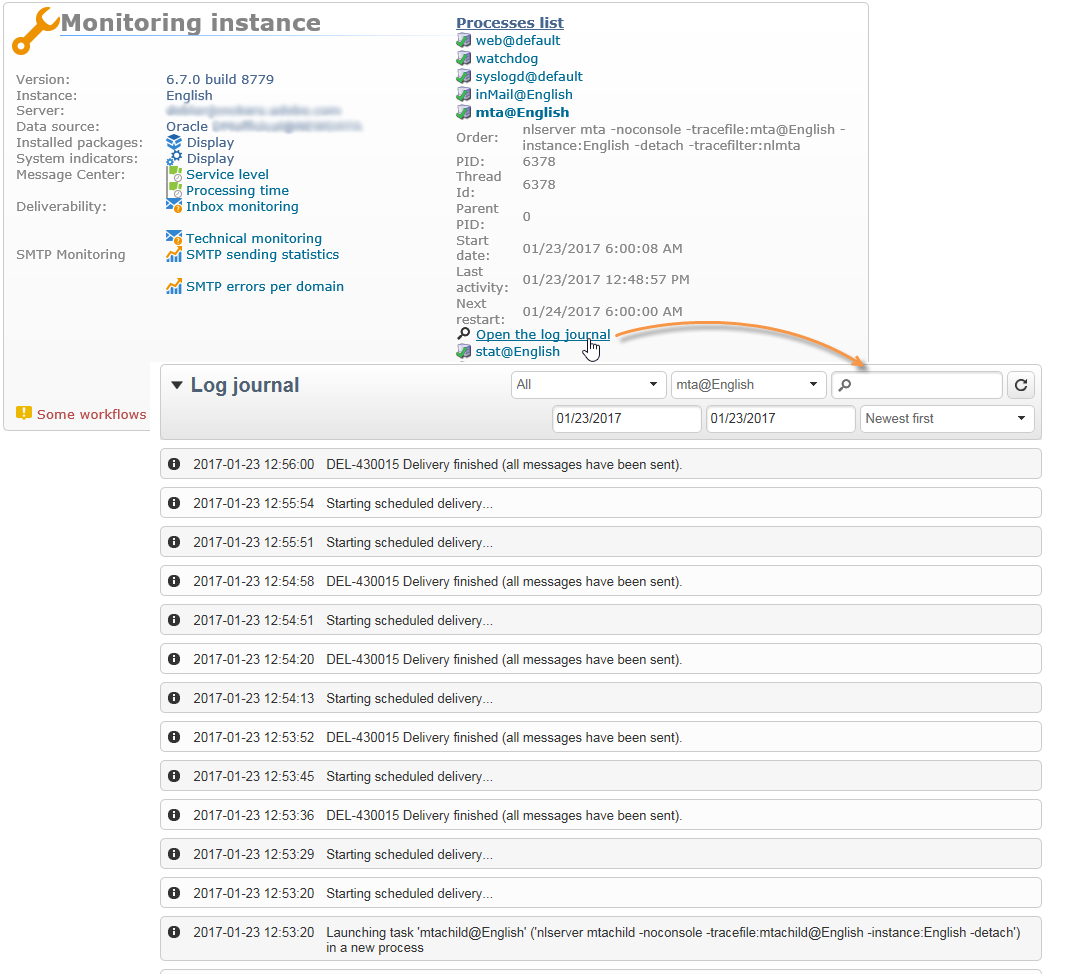 Monitoring instance
Version: 6.7.0 build 8779
Instance: English
Server:
Data source: Oracle
Installed packages: Display
System indicators: Display
Message Center: Service level
Processing time
Deliverability: Inbox monitoring
Technical monitoring
SMTP Monitoring SMTP sending statistics
SMTP errors per domain
Some workflows
Processes list
web@default
watchdog
syslogd@default
inMail@English
mta@English
Order: nlserver mta -noconsole -tracefile:mta@English -
instance:English -detach -tracefilter:nlmta
PID: 6378
Thread
Id: 6378
Parent
PID: 0
Start
date: 01/23/2017 6:00:08 AM
Last
activity: 01/23/2017 12:48:57 PM
Next
restart: 01/24/2017 6:00:00 AM
Open the log journal
stat@English
Log journal All mta@English
01/23/2017 01/23/2017 Newest first
2017-01-23 12:56:00 DEL-430015 Delivery finished (all messages have been sent).
2017-01-23 12:55:54 Starting scheduled delivery...
2017-01-23 12:55:51 Starting scheduled delivery...
2017-01-23 12:54:58 DEL-430015 Delivery finished (all messages have been sent).
2017-01-23 12:54:51 Starting scheduled delivery...
2017-01-23 12:54:20 DEL-430015 Delivery finished (all messages have been sent).
2017-01-23 12:54:13 Starting scheduled delivery...
2017-01-23 12:53:52 DEL-430015 Delivery finished (all messages have been sent).
2017-01-23 12:53:45 Starting scheduled delivery...
2017-01-23 12:53:36 DEL-430015 Delivery finished (all messages have been sent).
2017-01-23 12:53:29 Starting scheduled delivery...
2017-01-23 12:53:20 Starting scheduled delivery...
2017-01-23 12:53:20 Launching task 'mtachild@English' ('nlserver mtachild -noconsole -tracefile:mtachild@English -instance:English -detach')
in a new process